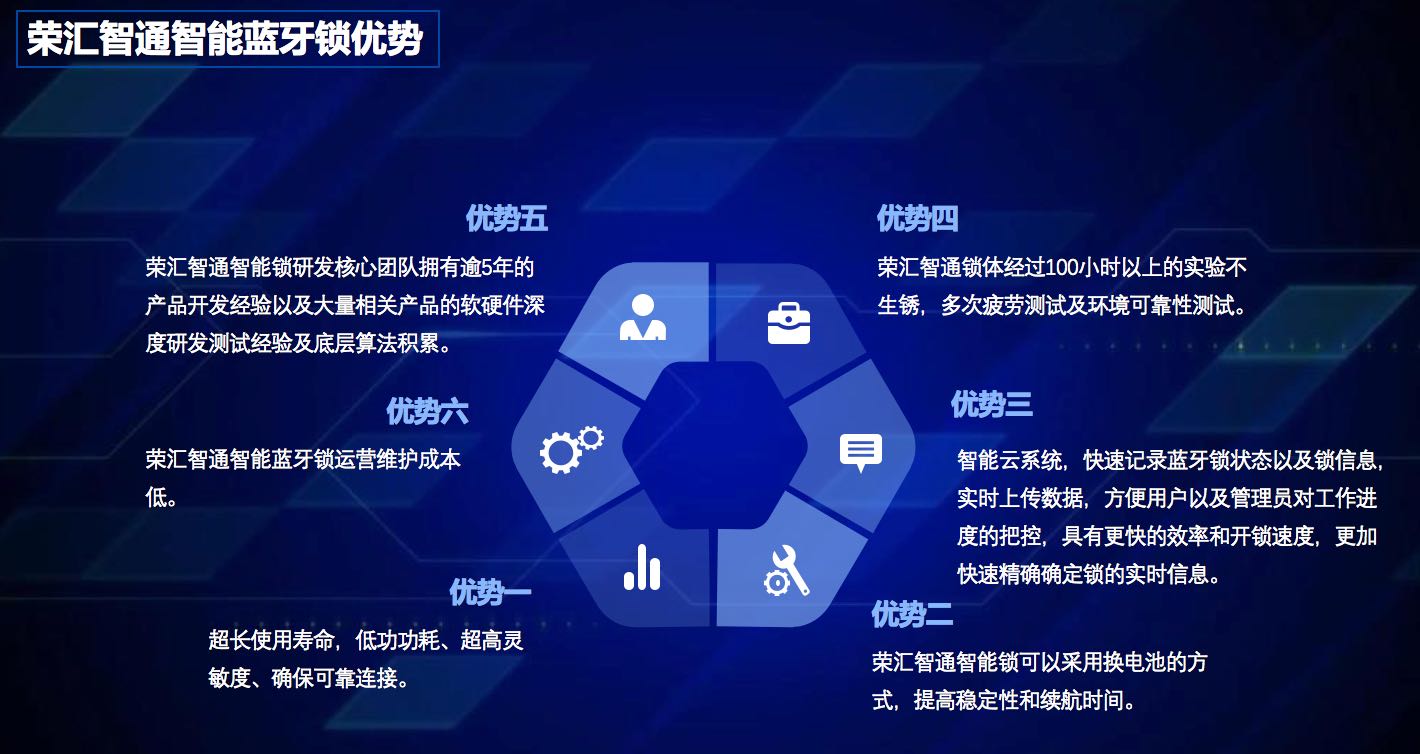 荣汇智通智能蓝牙锁优势
优势五
荣汇智通智能锁研发核心团队拥有逾5年的
产品开发经验以及大量相关产品的软硬件深
度研发测试经验及底层算法积累。
优势四
荣汇智通锁体经过100小时以上的实验不
生锈，多次疲劳测试及环境可靠性测试。
优势六
荣汇智通智能蓝牙锁运营维护成本
低。
优势三
智能云系统，快速记录蓝牙锁状态以及锁信息，
实时上传数据，方便用户以及管理员对工作进
度的把控，具有更快的效率和开锁速度，更加
快速精确确定锁的实时信息。
优势一
超长使用寿命，低功功耗、超高灵
敏度、确保可靠连接。
优势二
荣汇智通智能锁可以采用换电池的方
式，提高稳定性和续航时间。